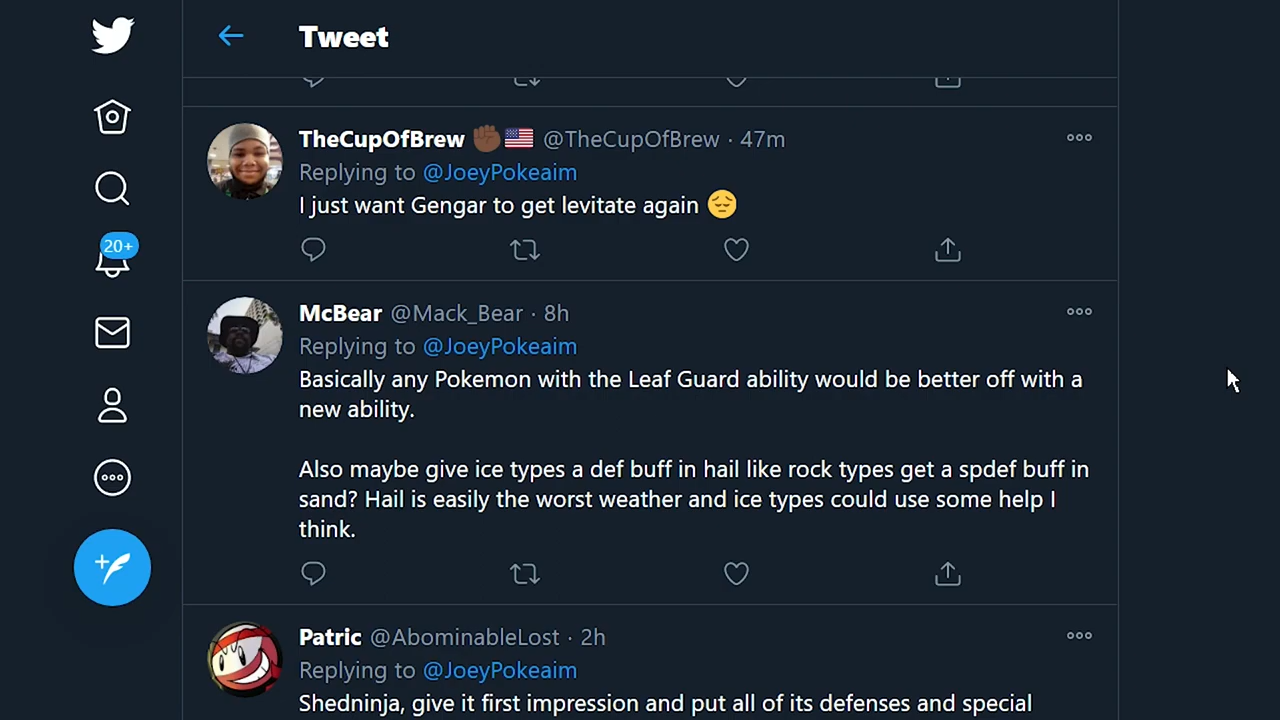 Tweet
TheCupOfBrew ✊🏾🇺🇸 @TheCupOfBrew · 47m
Replying to @JoeyPokeaim
I just want Gengar to get levitate again 😔
20+
McBear @Mack_Bear · 8h
Replying to @JoeyPokeaim
Basically any Pokemon with the Leaf Guard ability would be better off with a
new ability.
Also maybe give ice types a def buff in hail like rock types get a spdef buff in
sand? Hail is easily the worst weather and ice types could use some help I
think.
Patric @AbominableLost · 2h
Replying to @JoeyPokeaim
Shedninja, give it first impression and put all of its defenses and special